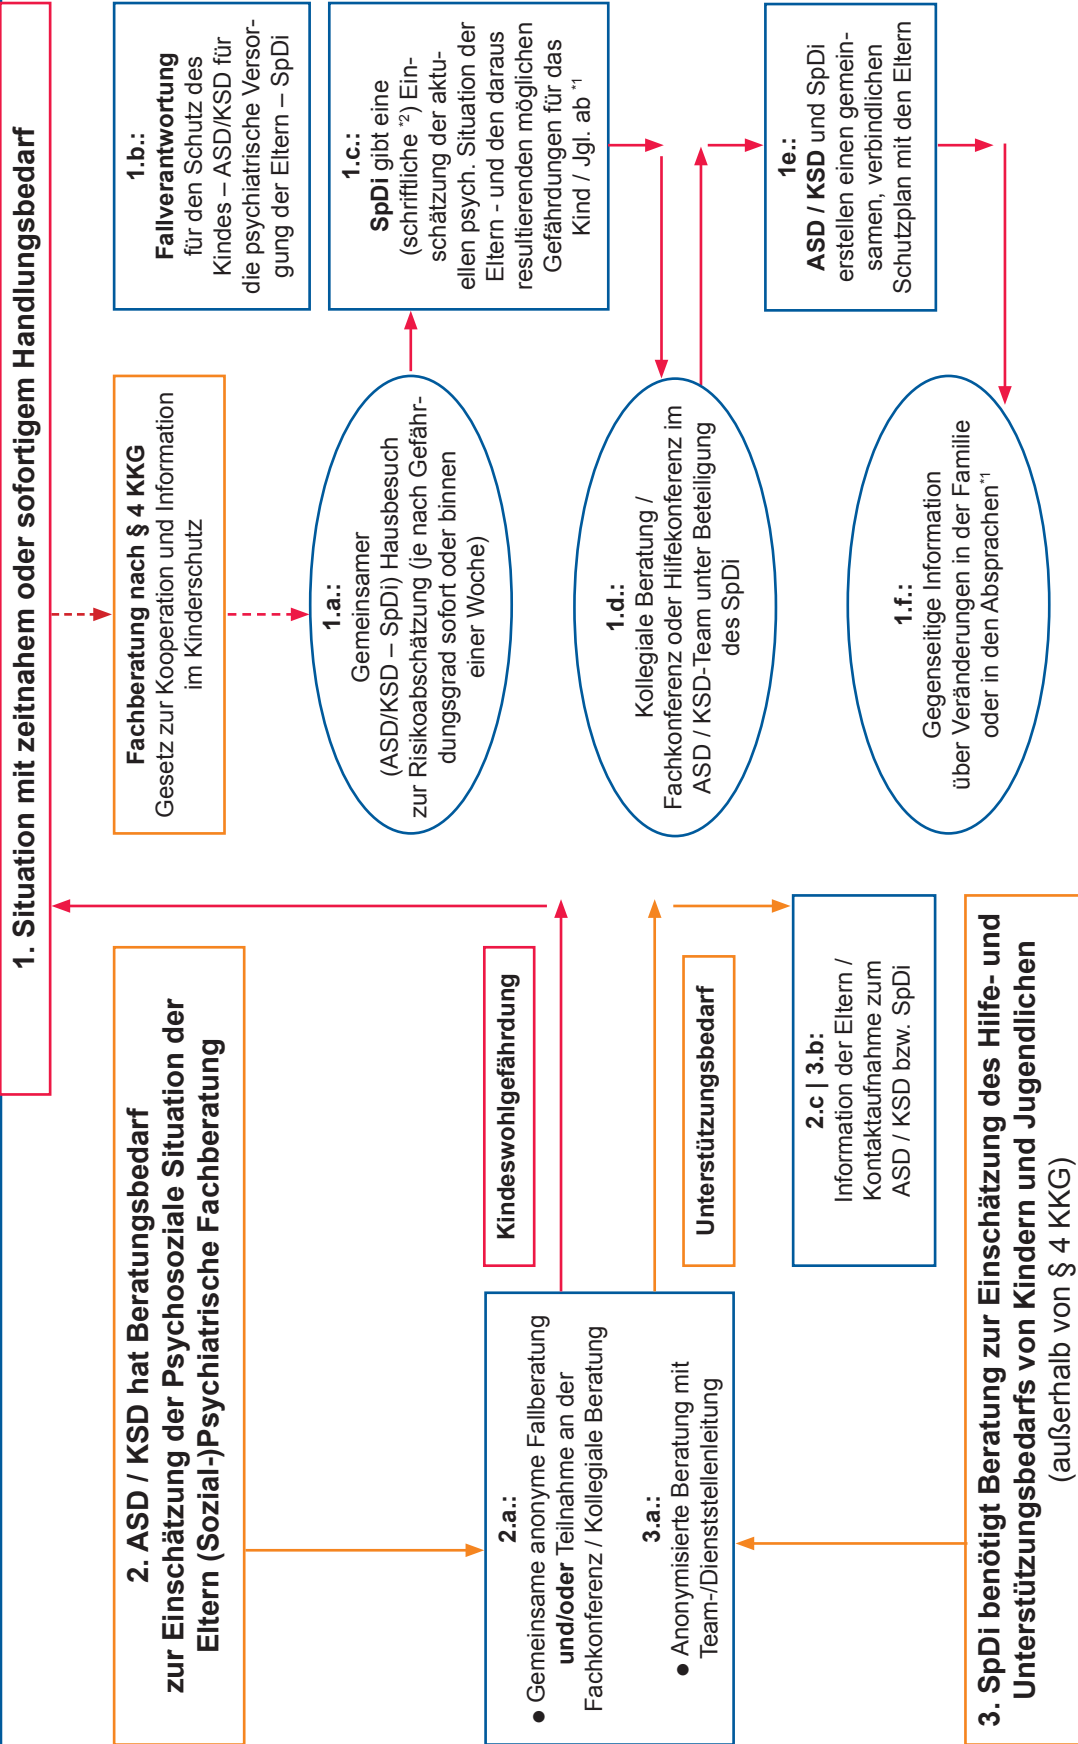 1. Situation mit zeitnahem oder sofortigem Handlungsbedarf
2. ASD / KSD hat Beratungsbedarf
zur Einschätzung der Psychosoziale Situation der
Eltern (Sozial-)Psychiatrische Fachberatung
Fachberatung nach § 4 KKG
Gesetz zur Kooperation und Information
im Kinderschutz
1.b.:
Fallverantwortung
für den Schutz des
Kindes – ASD/KSD für
die psychiatrische Versor-
gung der Eltern – SpDi
1.a.:
Gemeinsamer
(ASD/KSD – SpDi) Hausbesuch
zur Risikoabschätzung (je nach Gefähr-
dungsgrad sofort oder binnen
einer Woche)
1.c.:
SpDi gibt eine
(schriftliche *2) Ein-
schätzung der aktu-
ellen psych. Situation der
Eltern - und den daraus
resultierenden möglichen
Gefährdungen für das
Kind / Jgl. ab *1
2.a.:
● Gemeinsame anonyme Fallberatung
und/oder Teilnahme an der
Fachkonferenz / Kollegiale Beratung
3.a.:
● Anonymisierte Beratung mit
Team-/Dienststellenleitung
Kindeswohlgefährdung
Unterstützungsbedarf
1.d.:
Kollegiale Beratung /
Fachkonferenz oder Hilfekonferenz im
ASD / KSD-Team unter Beteiligung
des SpDi
1e.:
ASD / KSD und SpDi
erstellen einen gemein-
samen, verbindlichen
Schutzplan mit den Eltern
2.c | 3.b:
Information der Eltern /
Kontaktaufnahme zum
ASD / KSD bzw. SpDi
1.f.:
Gegenseitige Information
über Veränderungen in der Familie
oder in den Absprachen*1
3. SpDi benötigt Beratung zur Einschätzung des Hilfe- und
Unterstützungsbedarfs von Kindern und Jugendlichen
(außerhalb von § 4 KKG)